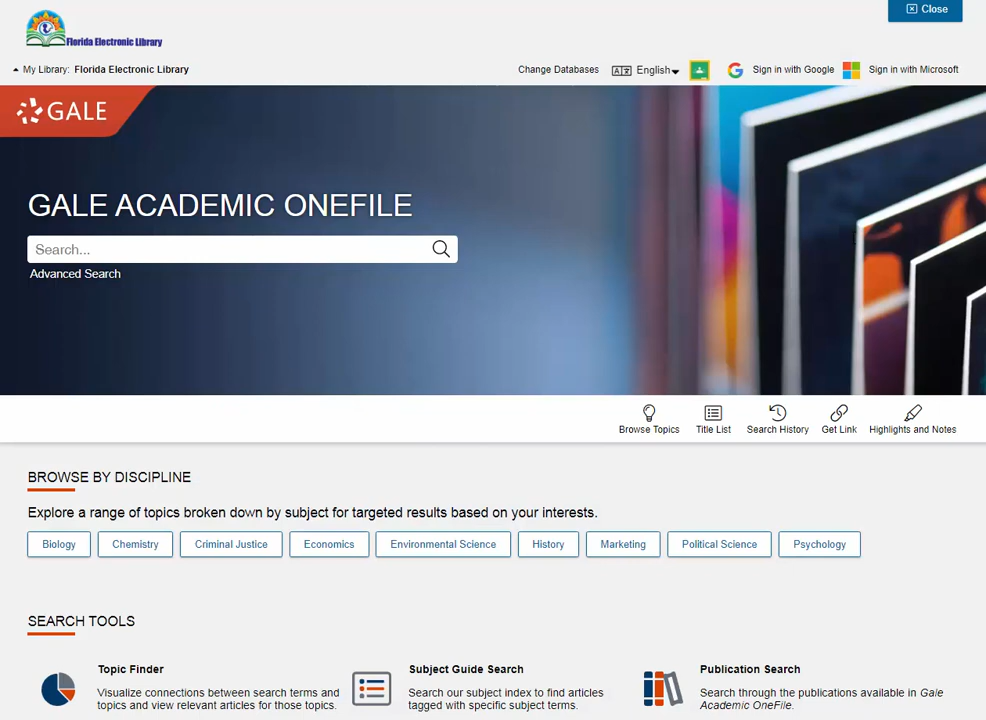 Close
Florida Electronic Library
My Library: Florida Electronic Library
Change Databases English Sign in with Google Sign in with Microsoft
GALE
GALE ACADEMIC ONEFILE
Search...
Advanced Search
Browse Topics Title List Search History Get Link Highlights and Notes
BROWSE BY DISCIPLINE
Explore a range of topics broken down by subject for targeted results based on your interests.
Biology Chemistry Criminal Justice Economics Environmental Science History Marketing Political Science Psychology
SEARCH TOOLS
Topic Finder
Visualize connections between search terms and
topics and view relevant articles for those topics.
Subject Guide Search
Search our subject index to find articles
tagged with specific subject terms.
Publication Search
Search through the publications available in Gale
Academic OneFile.